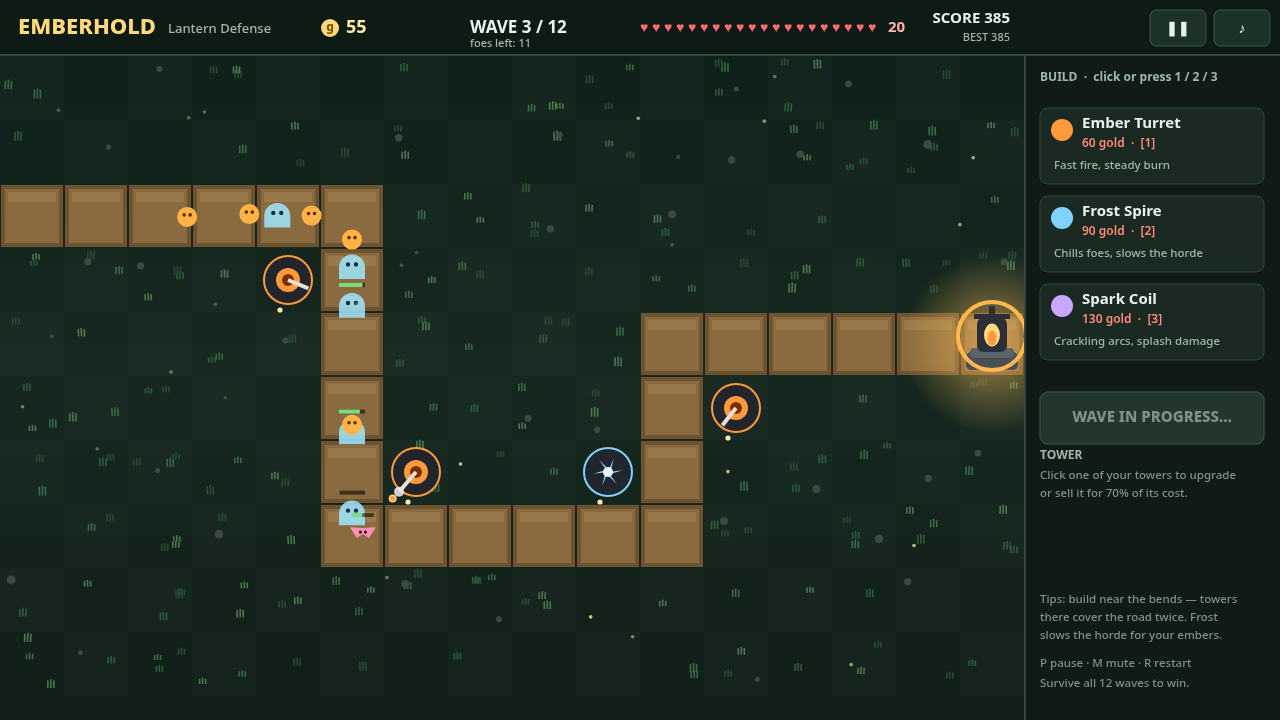 EMBERHOLD Lantern Defense g 55 WAVE 3 / 12 20 SCORE 385
foes left: 11 BEST 385
BUILD · click or press 1 / 2 / 3
Ember Turret
60 gold · [1]
Fast fire, steady burn
Frost Spire
90 gold · [2]
Chills foes, slows the horde
Spark Coil
130 gold · [3]
Crackling arcs, splash damage
WAVE IN PROGRESS...
TOWER
Click one of your towers to upgrade
or sell it for 70% of its cost.
Tips: build near the bends — towers
there cover the road twice. Frost
slows the horde for your embers.
P pause · M mute · R restart
Survive all 12 waves to win.